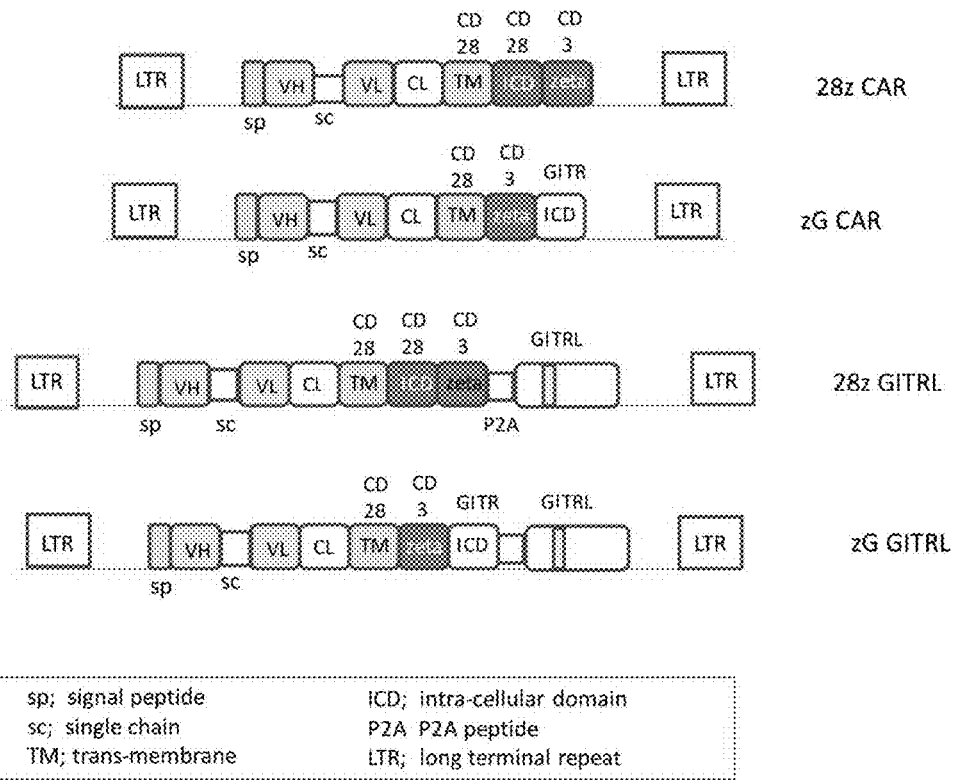 CD CD CD
28 28 3
LTR VH VL CL TM LTR
sp sc
28z CAR
CD CD
28 3 GITR
LTR VH VL CL TM ICD LTR
sp sc
zG CAR
CD CD CD
28 28 3 GITRL
LTR VH VL CL TM icd zeta LTR
sp sc P2A
28z GITRL
CD CD
28 3 GITR GITRL
LTR VH VL CL TM ICD LTR
sp sc
zG GITRL
sp; signal peptide ICD; intra-cellular domain
sc; single chain P2A P2A peptide
TM; trans-membrane LTR; long terminal repeat